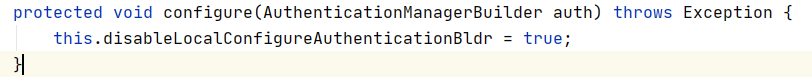 protected void configure(AuthenticationManagerBuilder auth) throws Exception {
    this.disableLocalConfigureAuthenticationBldr = true;
}